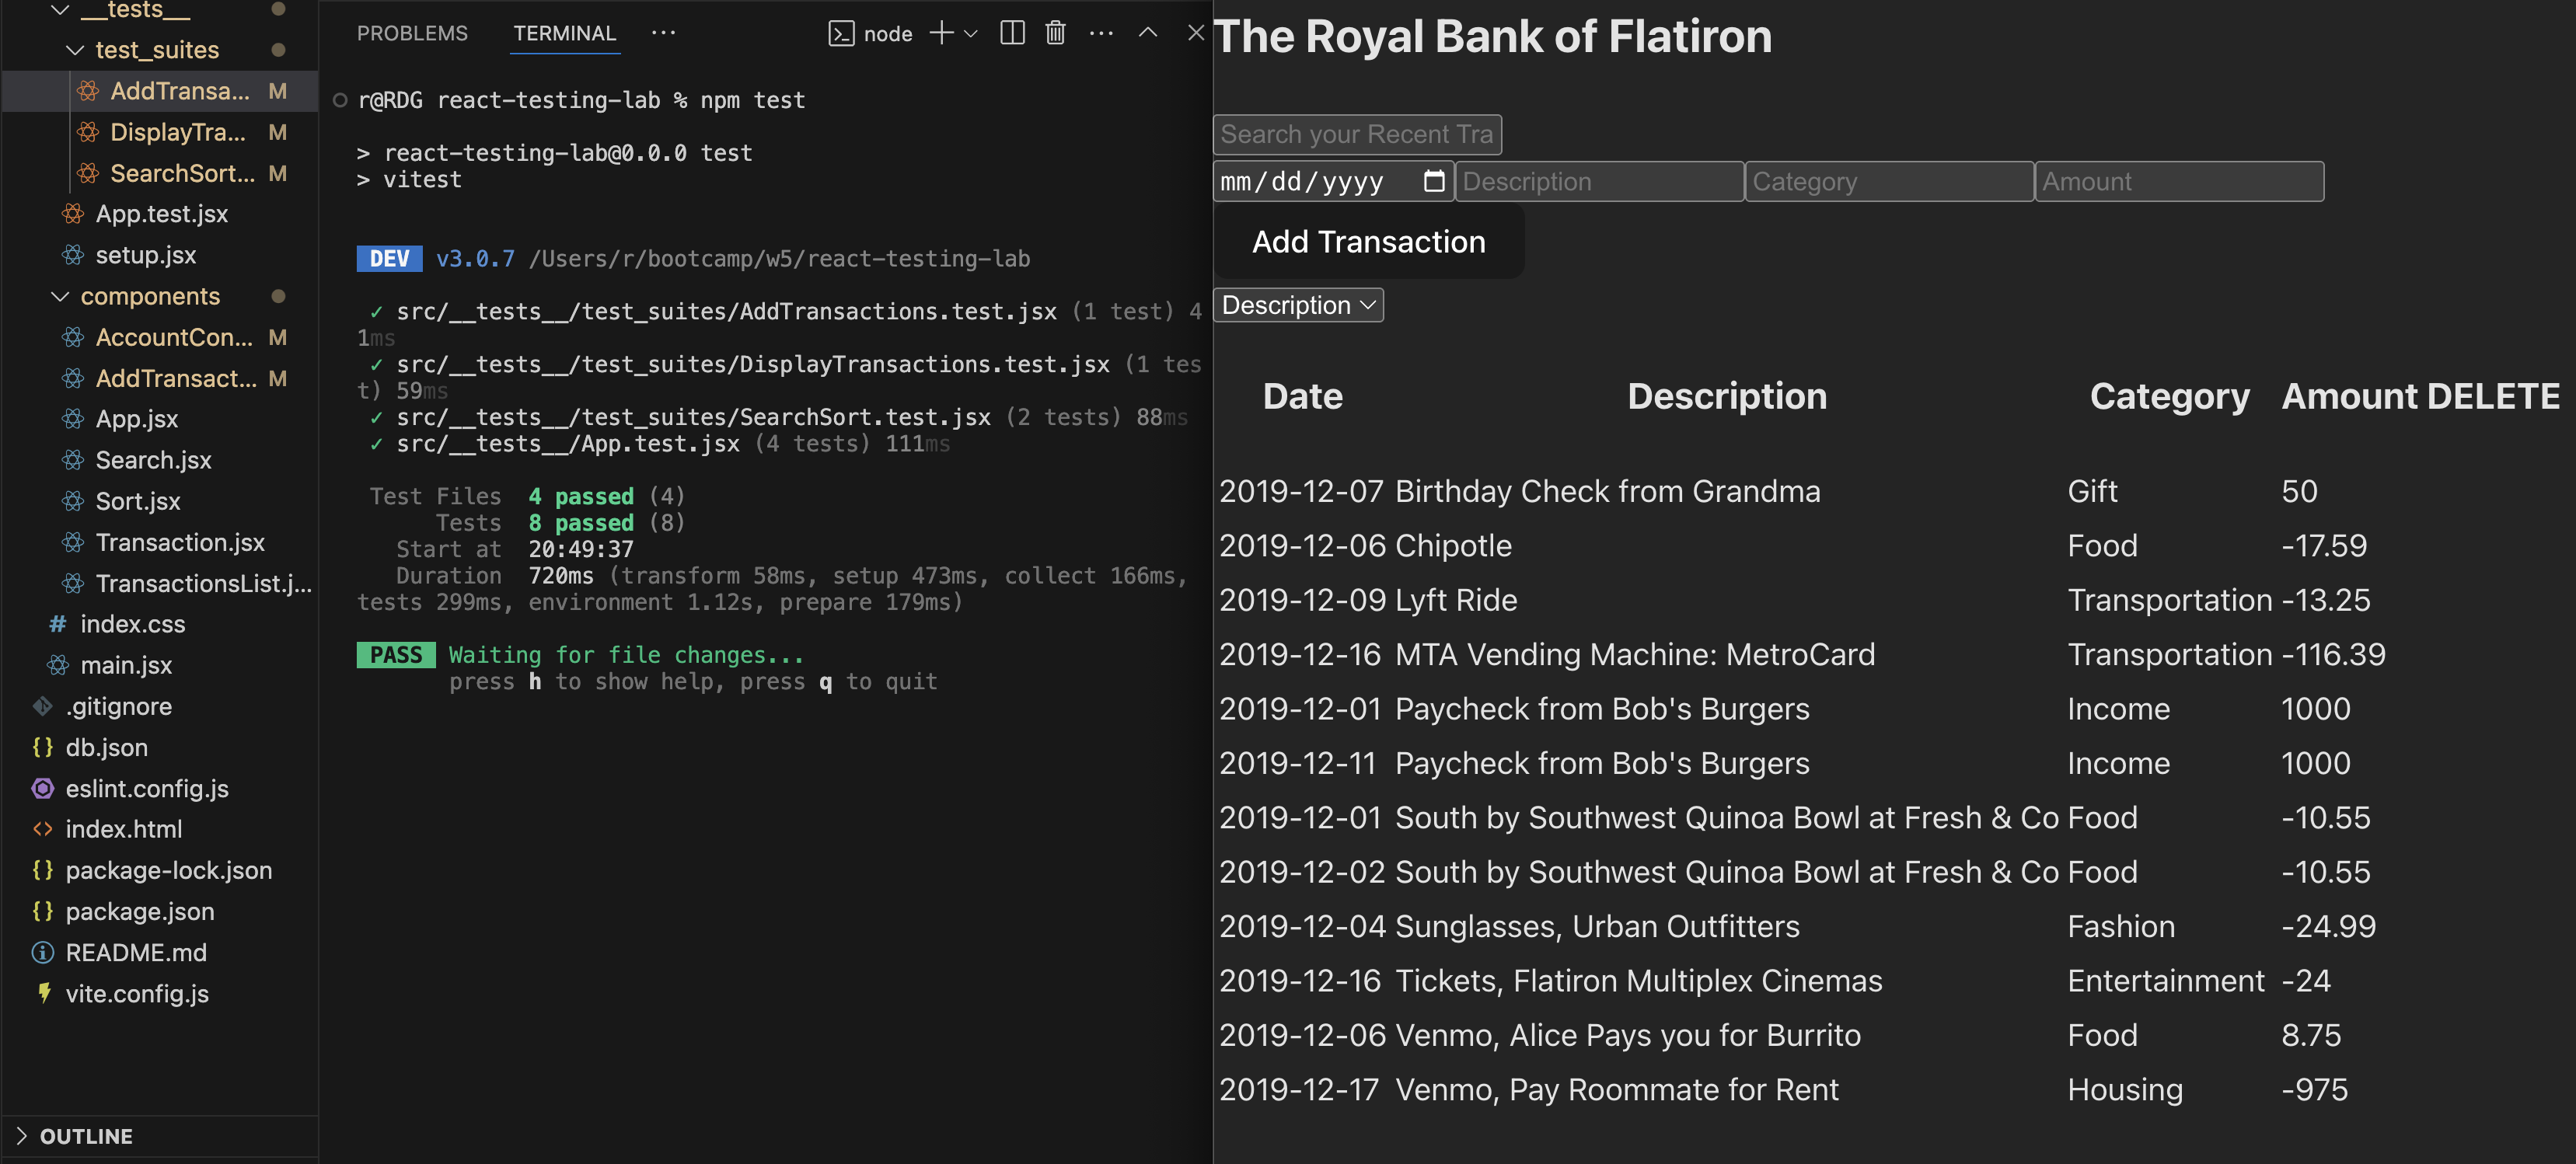 __tests__
test_suites
AddTransa... M
DisplayTra... M
SearchSort... M
App.test.jsx
setup.jsx
components
AccountCon... M
AddTransact... M
App.jsx
Search.jsx
Sort.jsx
Transaction.jsx
TransactionsList.j...
# index.css
main.jsx
.gitignore
{} db.json
eslint.config.js
<> index.html
{} package-lock.json
{} package.json
README.md
vite.config.js
OUTLINE
PROBLEMS TERMINAL ... node
r@RDG react-testing-lab % npm test
> react-testing-lab@0.0.0 test
> vitest
DEV v3.0.7 /Users/r/bootcamp/w5/react-testing-lab
✓ src/__tests__/test_suites/AddTransactions.test.jsx (1 test) 4
1ms
✓ src/__tests__/test_suites/DisplayTransactions.test.jsx (1 tes
t) 59ms
✓ src/__tests__/test_suites/SearchSort.test.jsx (2 tests) 88ms
✓ src/__tests__/App.test.jsx (4 tests) 111ms
Test Files 4 passed (4)
Tests 8 passed (8)
Start at 20:49:37
Duration 720ms (transform 58ms, setup 473ms, collect 166ms,
tests 299ms, environment 1.12s, prepare 179ms)
PASS Waiting for file changes...
press h to show help, press q to quit
The Royal Bank of Flatiron
Search your Recent Tra
mm/dd/yyyy Description Category Amount
Add Transaction
Description
Date Description Category Amount DELETE
2019-12-07 Birthday Check from Grandma Gift 50
2019-12-06 Chipotle Food -17.59
2019-12-09 Lyft Ride Transportation -13.25
2019-12-16 MTA Vending Machine: MetroCard Transportation -116.39
2019-12-01 Paycheck from Bob's Burgers Income 1000
2019-12-11 Paycheck from Bob's Burgers Income 1000
2019-12-01 South by Southwest Quinoa Bowl at Fresh & Co Food -10.55
2019-12-02 South by Southwest Quinoa Bowl at Fresh & Co Food -10.55
2019-12-04 Sunglasses, Urban Outfitters Fashion -24.99
2019-12-16 Tickets, Flatiron Multiplex Cinemas Entertainment -24
2019-12-06 Venmo, Alice Pays you for Burrito Food 8.75
2019-12-17 Venmo, Pay Roommate for Rent Housing -975